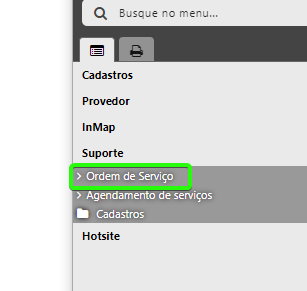 Busque no menu...
Cadastros
Provedor
InMap
Suporte
Ordem de Serviço
Agendamento de serviços
Cadastros
Hotsite